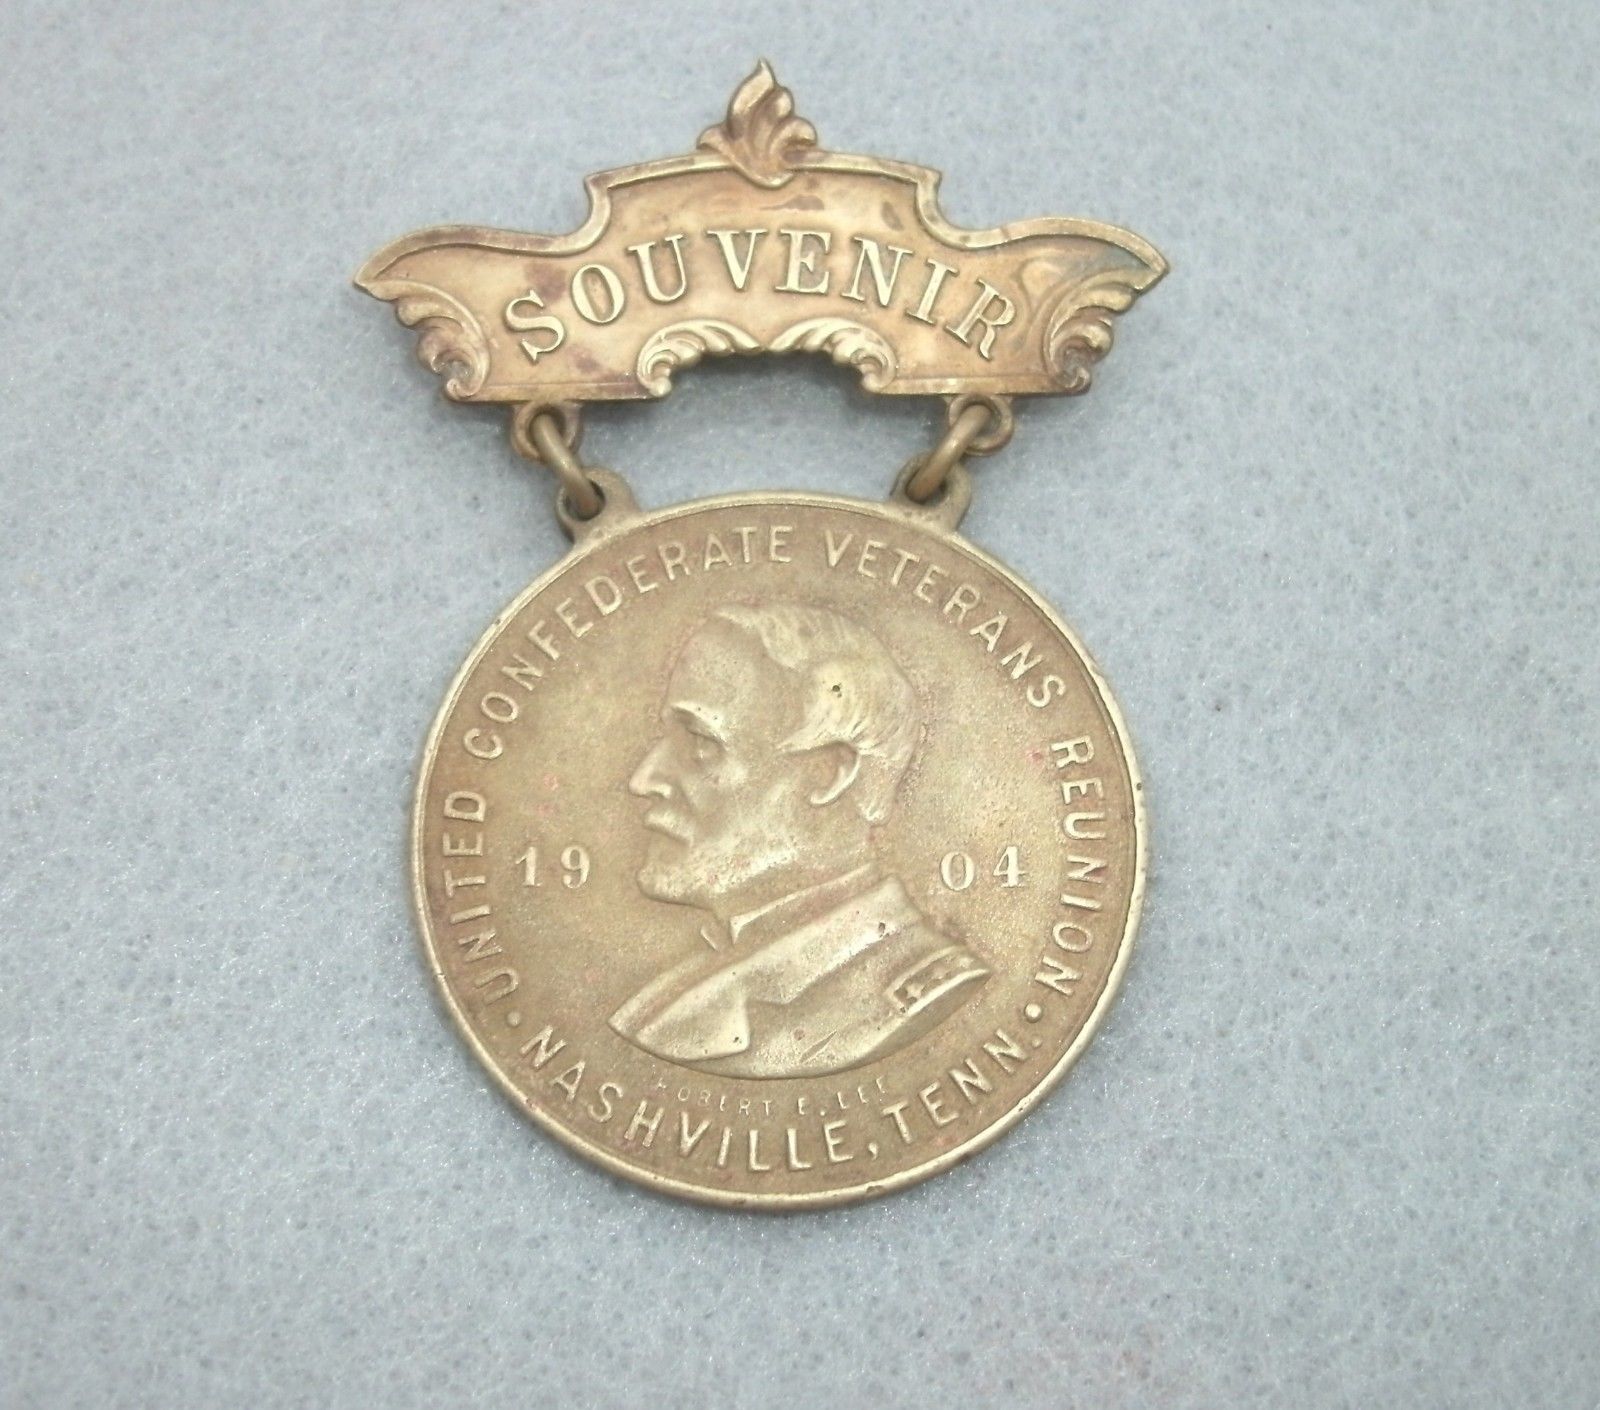 SOUVENIR
UNITED CONFEDERATE VETERANS REUNION
19 04
ROBERT E. LEE
• NASHVILLE, TENN. •